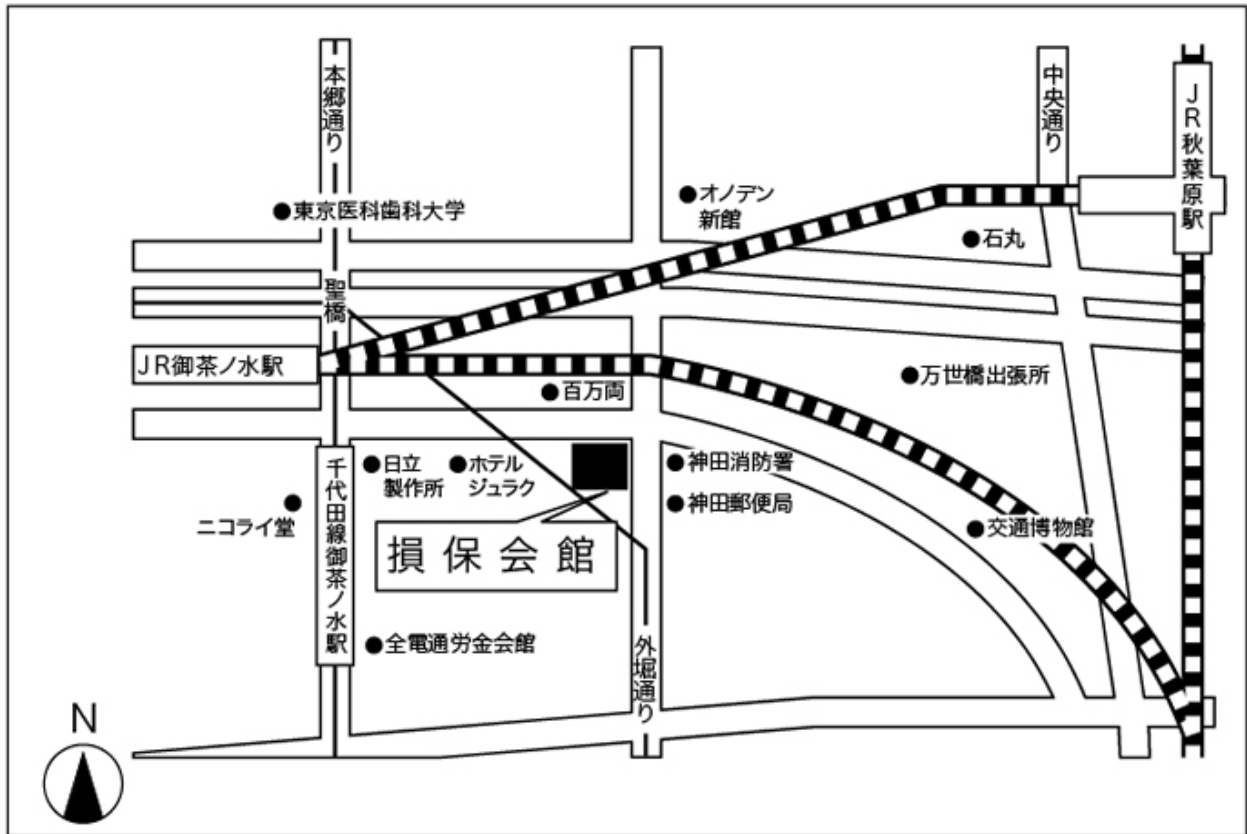 本郷通り
中央通り
JR秋葉原駅
東京医科歯科大学
オノデン
新館
石丸
聖橋
JR御茶ノ水駅
百万両
万世橋出張所
日立
製作所
ホテル
ジュラク
神田消防署
神田郵便局
ニコライ堂
千代田線御茶ノ水駅
交通博物館
損保会館
全電通労金会館
外堀通り
N